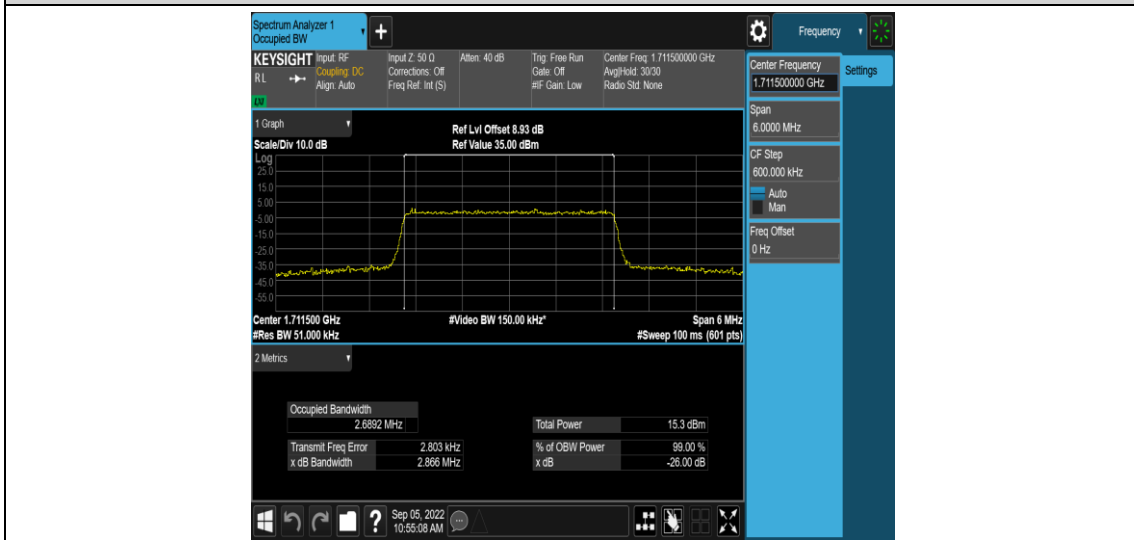 Spectrum Analyzer 1
Occupied BW
Frequency
KEYSIGHT
RL
LNI
Input: RF
Coupling: DC
Align: Auto
Input Z: 50 Ω
Corrections: Off
Freq Ref: Int (S)
Atten: 40 dB
Trig: Free Run
Gate: Off
#IF Gain: Low
Center Freq: 1.711500000 GHz
Avg|Hold: 30/30
Radio Std: None
Center Frequency
1.711500000 GHz
Settings
Span
6.0000 MHz
CF Step
600.000 kHz
Auto
Man
Freq Offset
0 Hz
1 Graph
Scale/Div 10.0 dB
Ref Lvl Offset 8.93 dB
Ref Value 35.00 dBm
Log
25.0
15.0
5.00
-5.00
-15.0
-25.0
-35.0
-45.0
-55.0
Center 1.711500 GHz
#Video BW 150.00 kHz*
Span 6 MHz
#Res BW 51.000 kHz
#Sweep 100 ms (601 pts)
2 Metrics
Occupied Bandwidth
2.6892 MHz
Total Power 15.3 dBm
Transmit Freq Error 2.803 kHz
% of OBW Power 99.00 %
x dB Bandwidth 2.866 MHz
x dB -26.00 dB
?
Sep 05, 2022
10:55:08 AM